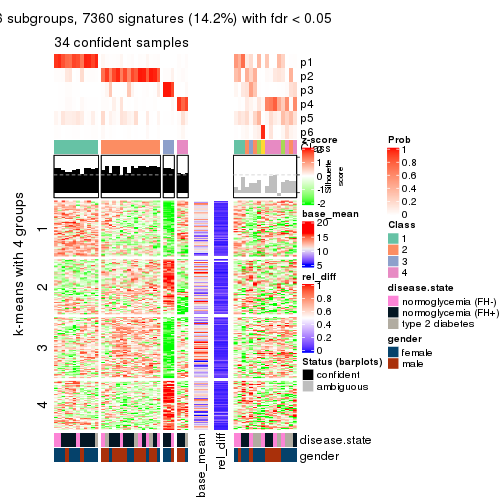 6 subgroups, 7360 signatures (14.2%) with fdr < 0.05
34 confident samples
p1
p2
p3
p4
p5
p6
Class
k-means with 4 groups
1
2
3
4
Silhouette
score
z-score
2
1
0
-1
-2
base_mean
20
15
10
5
rel_diff
1
0.8
0.6
0.4
0.2
0
Status (barplots)
confident
ambiguous
Prob
1
0.8
0.6
0.4
0.2
0
Class
1
2
3
4
disease.state
normoglycemia (FH-)
normoglycemia (FH+)
type 2 diabetes
gender
female
male
disease.state
gender
base_mean
rel_diff